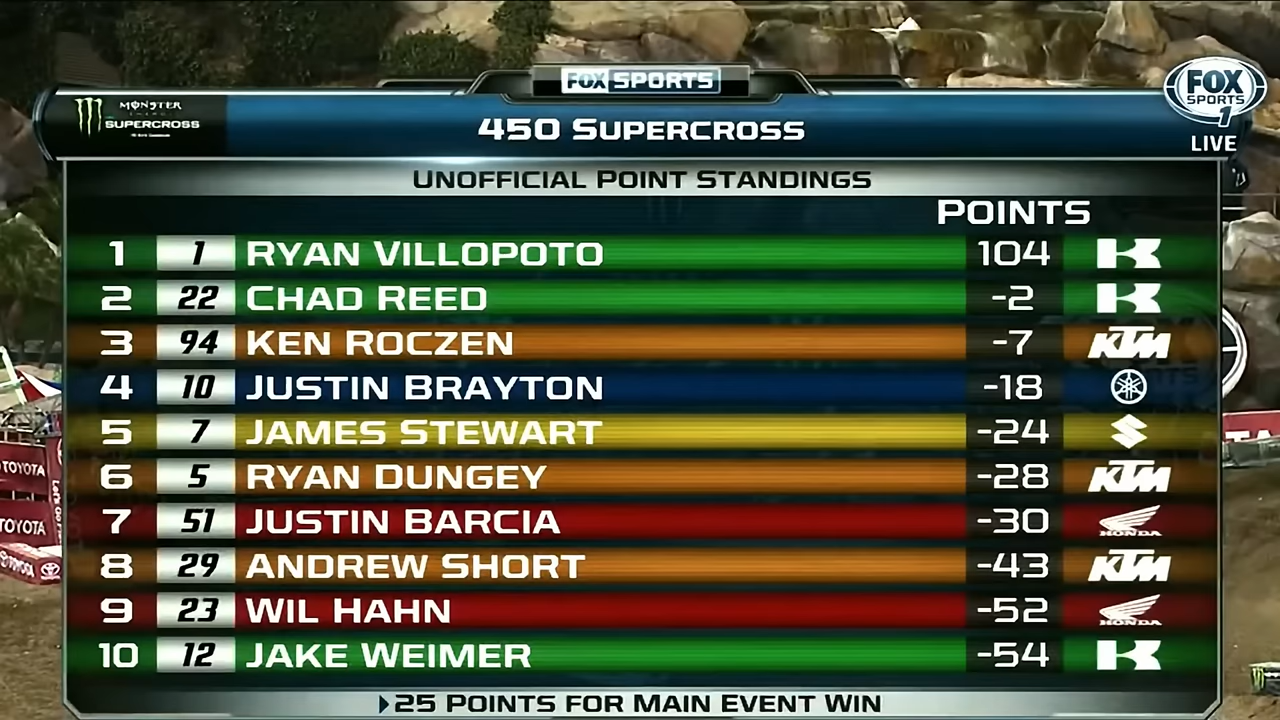 FOX SPORTS
FOX
SPORTS
1
LIVE
MONSTER
ENERGY
SUPERCROSS
450 SUPERCROSS
UNOFFICIAL POINT STANDINGS
POINTS
1 1 RYAN VILLOPOTO 104
2 22 CHAD REED -2
3 94 KEN ROCZEN -7 KTM
4 10 JUSTIN BRAYTON -18
5 7 JAMES STEWART -24
6 5 RYAN DUNGEY -28 KTM
7 51 JUSTIN BARCIA -30 HONDA
8 29 ANDREW SHORT -43 KTM
9 23 WIL HAHN -52 HONDA
10 12 JAKE WEIMER -54
25 POINTS FOR MAIN EVENT WIN
TOYOTA
TOYOTA
TOYOTA